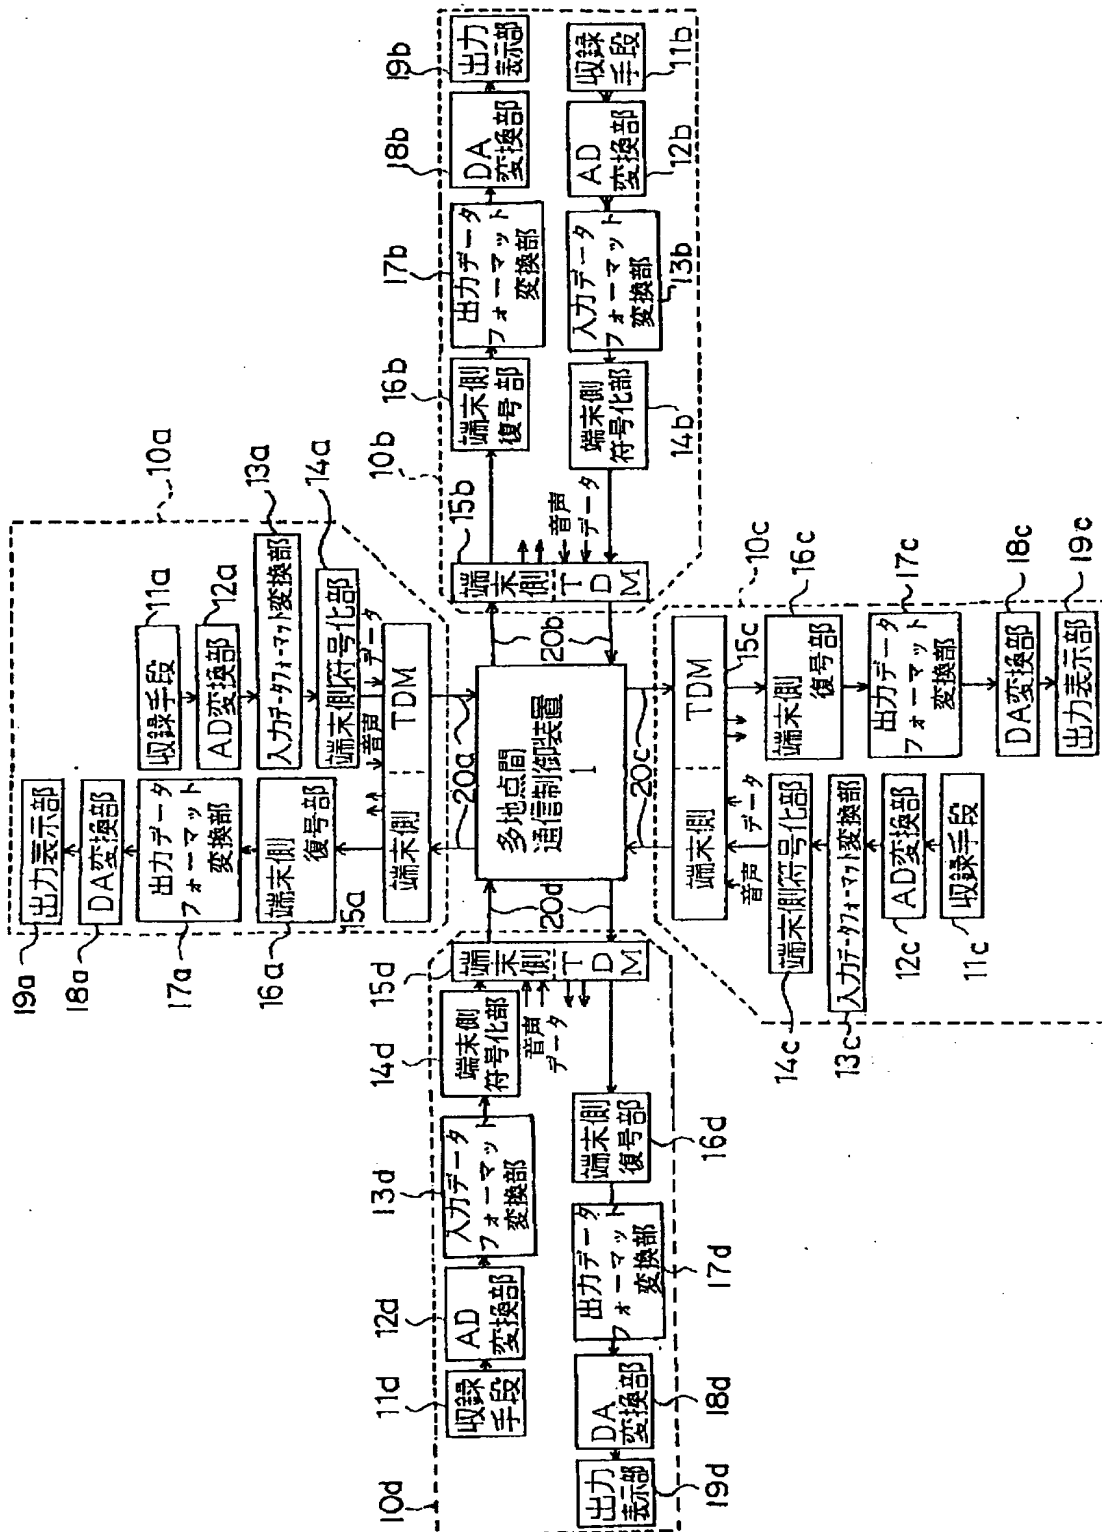 10a
収録手段
11a
AD変換部
12a
入力データフォーマット変換部
13a
端末側符号化部
14a
音声
データ
端末側
TDM
15a
端末側
復号部
16a
出力データ
フォーマット
変換部
17a
DA変換部
18a
出力表示部
19a
20a
10b
収録
手段
11b
AD
変換部
12b
入力データ
フォーマット
変換部
13b
端末側
符号化部
14b
音声
データ
端末側
TDM
15b
端末側
復号部
16b
出力データ
フォーマット
変換部
17b
DA
変換部
18b
出力
表示部
19b
20b
多地点間
通信制御装置
1
10c
収録手段
11c
AD変換部
12c
入力データフォーマット変換部
13c
端末側符号化部
14c
音声
データ
端末側
TDM
15c
端末側
復号部
16c
出力データ
フォーマット
変換部
17c
DA変換部
18c
出力表示部
19c
20c
10d
収録
手段
11d
AD
変換部
12d
入力データ
フォーマット
変換部
13d
端末側
符号化部
14d
音声
データ
端末側
TDM
15d
端末側
復号部
16d
出力データ
フォーマット
変換部
17d
DA
変換部
18d
出力
表示部
19d
20d